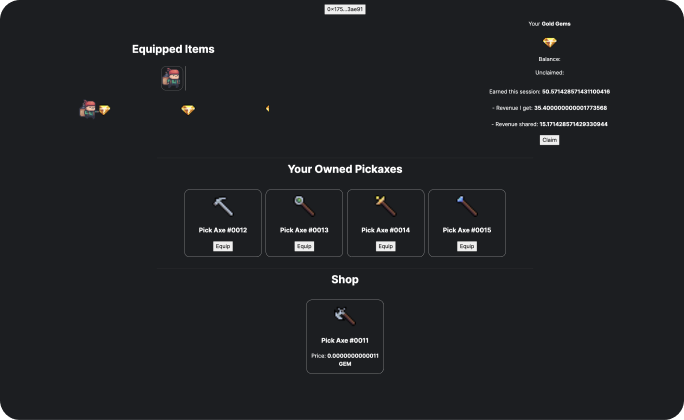 0×175...3ae91
Your Gold Gems
Equipped Items
Balance:
Unclaimed:
Earned this session: 50.571428571431100416
- Revenue I get: 35.400000000001773568
- Revenue shared: 15.171428571429330944
Claim
Your Owned Pickaxes
Pick Axe #0012
Pick Axe #0013
Pick Axe #0014
Pick Axe #0015
Equip
Equip
Equip
Equip
Shop
Pick Axe #0011
Price: 0.0000000000011
GEM